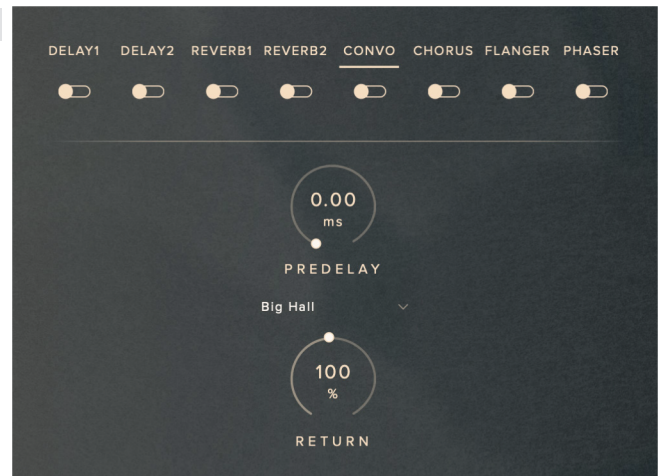 DELAY1 DELAY2 REVERB1 REVERB2 CONVO CHORUS FLANGER PHASER
0.00
ms
PREDELAY
Big Hall
100
%
RETURN